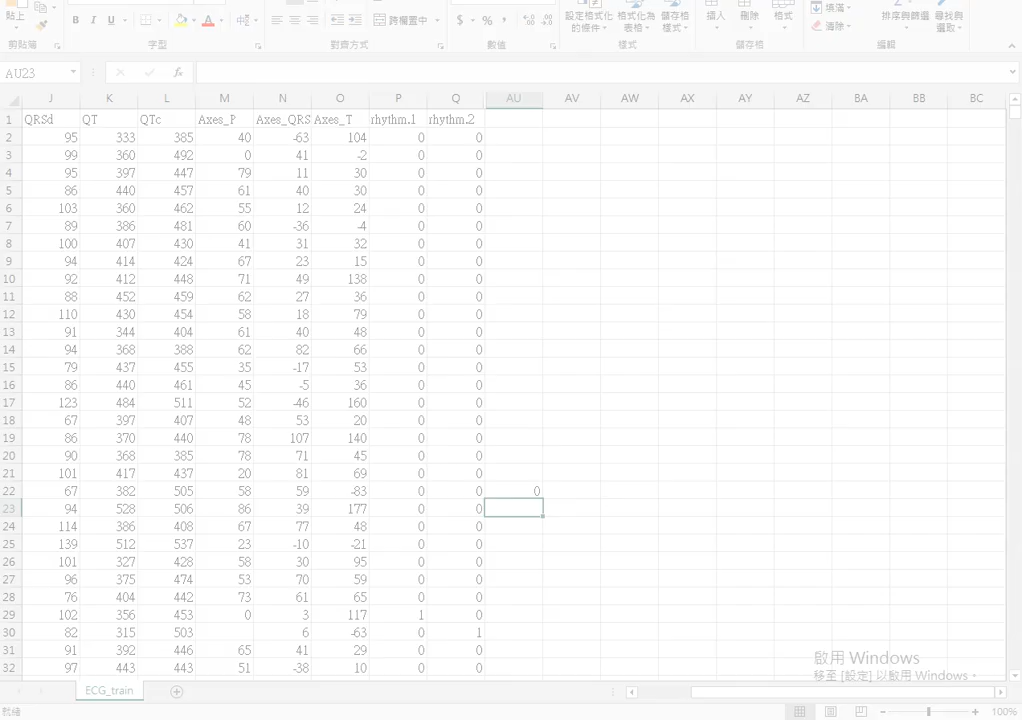 貼上
B I U A 中
跨欄置中
$ % ,
設定格式化 格式化為 儲存格
的條件 表格 樣式
插入 刪除 格式
填滿
清除
排序與篩選 尋找與
選取
剪貼簿 字型 對齊方式 數值 樣式 儲存格 編輯
AU23 fx
J K L M N O P Q AU AV AW AX AY AZ BA BB BC
1 QRSd QT QTc Axes_P Axes_QRS Axes_T rhythm.1 rhythm.2
2 95 333 385 40 -63 104 0 0
3 99 360 492 0 41 -2 0 0
4 95 397 447 79 11 30 0 0
5 86 440 457 61 40 30 0 0
6 103 360 462 55 12 24 0 0
7 89 386 481 60 -36 -4 0 0
8 100 407 430 41 31 32 0 0
9 94 414 424 67 23 15 0 0
10 92 412 448 71 49 138 0 0
11 88 452 459 62 27 36 0 0
12 110 430 454 58 18 79 0 0
13 91 344 404 61 40 48 0 0
14 94 368 388 62 82 66 0 0
15 79 437 455 35 -17 53 0 0
16 86 440 461 45 -5 36 0 0
17 123 484 511 52 -46 160 0 0
18 67 397 407 48 53 20 0 0
19 86 370 440 78 107 140 0 0
20 90 368 385 78 71 45 0 0
21 101 417 437 20 81 69 0 0
22 67 382 505 58 59 -83 0 0 0
23 94 528 506 86 39 177 0 0
24 114 386 408 67 77 48 0 0
25 139 512 537 23 -10 -21 0 0
26 101 327 428 58 30 95 0 0
27 96 375 474 53 70 59 0 0
28 76 404 442 73 61 65 0 0
29 102 356 453 0 3 117 1 0
30 82 315 503 6 -63 0 1
31 91 392 446 65 41 29 0 0
32 97 443 443 51 -38 10 0 0
啟用 Windows
移至 [設定] 以啟用 Windows。
ECG_train
就緒 100%